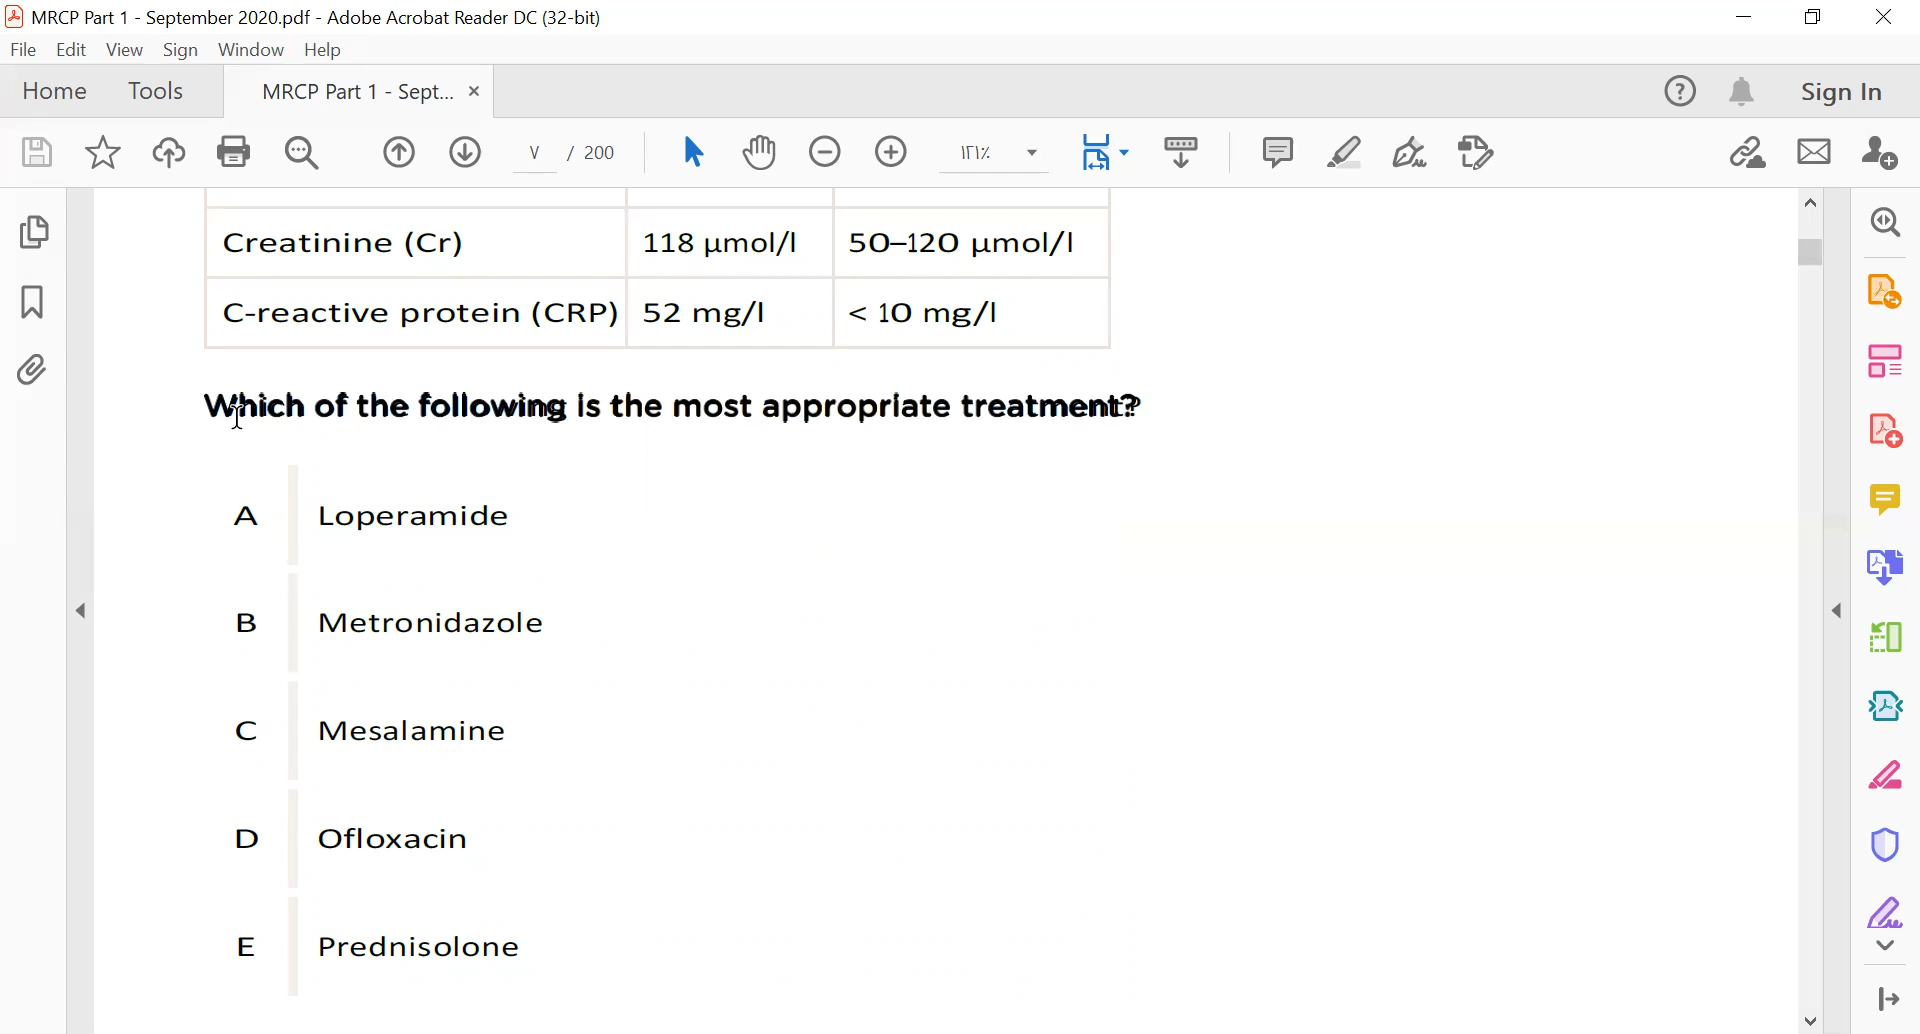 MRCP Part 1 - September 2020.pdf - Adobe Acrobat Reader DC (32-bit)
File Edit View Sign Window Help
Home Tools MRCP Part 1 - Sept... × Sign In
٧ / 200 ١٢١٪
Creatinine (Cr) 118 µmol/l 50–120 µmol/l
C-reactive protein (CRP) 52 mg/l < 10 mg/l
Which of the following is the most appropriate treatment?
A Loperamide
B Metronidazole
C Mesalamine
D Ofloxacin
E Prednisolone